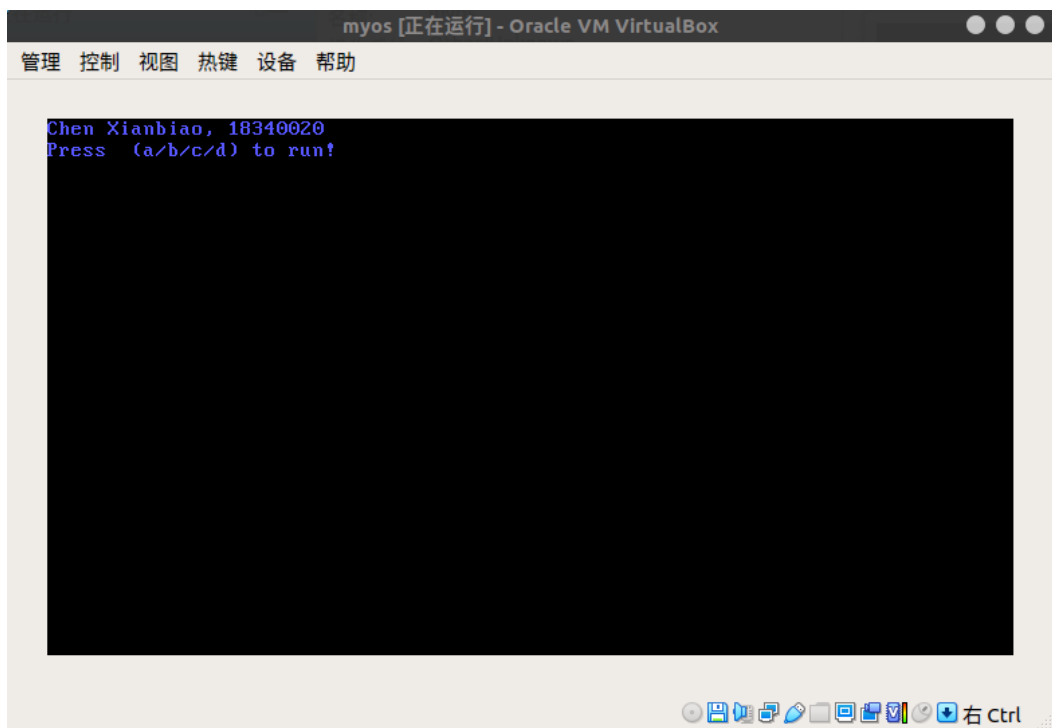 myos [正在运行] - Oracle VM VirtualBox
管理 控制 视图 热键 设备 帮助
Chen Xianbiao, 18340020
Press  (a/b/c/d) to run!
右 Ctrl